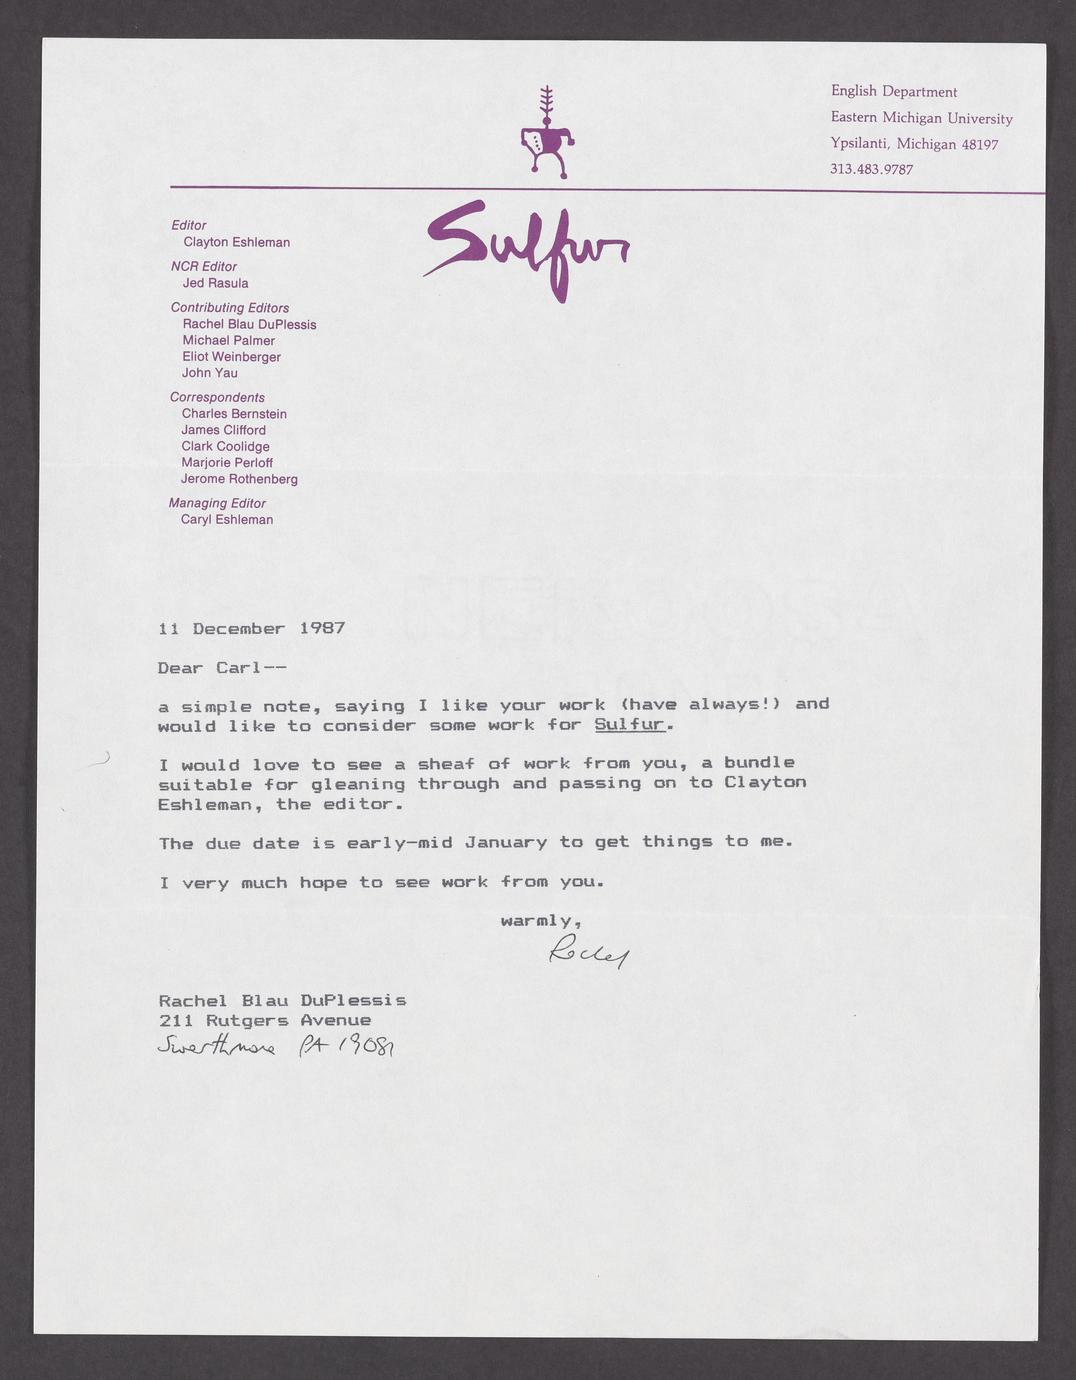 English Department
Eastern Michigan University
Ypsilanti, Michigan 48197
313.483.9787
Sulfur
Editor
Clayton Eshleman
NCR Editor
Jed Rasula
Contributing Editors
Rachel Blau DuPlessis
Michael Palmer
Eliot Weinberger
John Yau
Correspondents
Charles Bernstein
James Clifford
Clark Coolidge
Marjorie Perloff
Jerome Rothenberg
Managing Editor
Caryl Eshleman
11 December 1987
Dear Carl--
a simple note, saying I like your work (have always!) and
would like to consider some work for Sulfur.
I would love to see a sheaf of work from you, a bundle
suitable for gleaning through and passing on to Clayton
Eshleman, the editor.
The due date is early-mid January to get things to me.
I very much hope to see work from you.
warmly,
Rachel
Rachel Blau DuPlessis
211 Rutgers Avenue
Swarthmore PA 19081